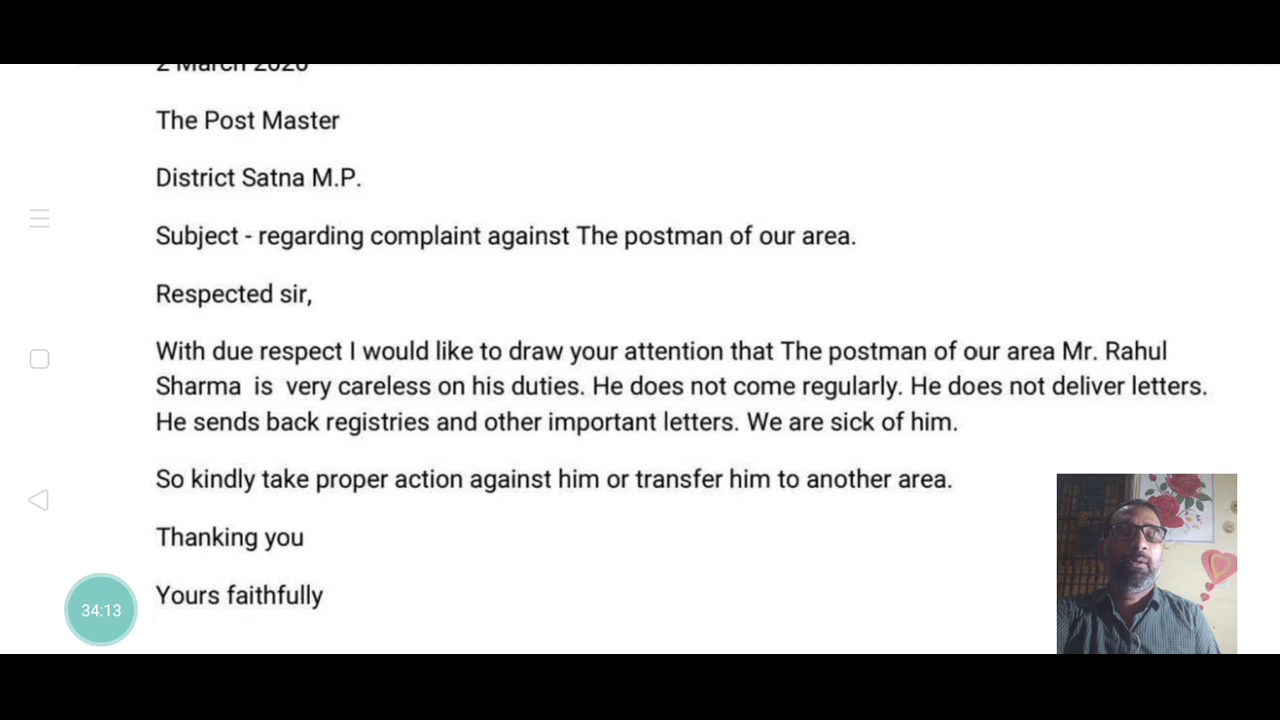 2 March 2020
The Post Master
District Satna M.P.
Subject - regarding complaint against The postman of our area.
Respected sir,
With due respect I would like to draw your attention that The postman of our area Mr. Rahul
Sharma is very careless on his duties. He does not come regularly. He does not deliver letters.
He sends back registries and other important letters. We are sick of him.
So kindly take proper action against him or transfer him to another area.
Thanking you
34:13
Yours faithfully